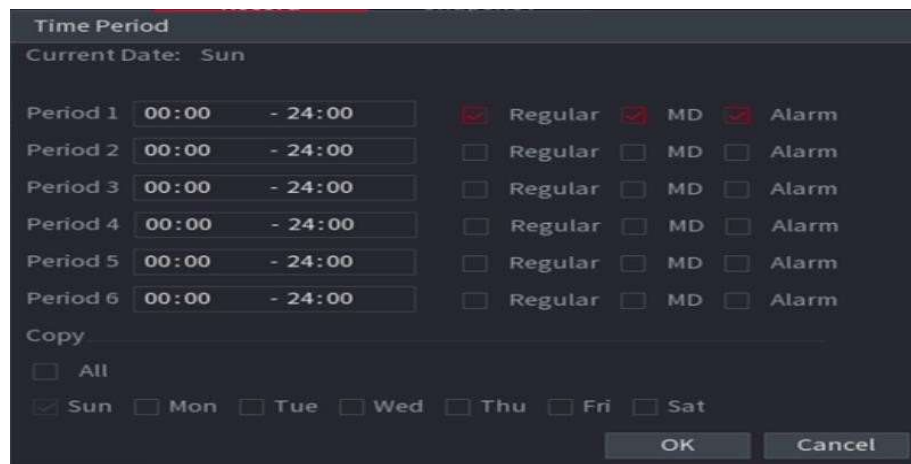 Time Period
Current Date: Sun
Period 1 00:00 - 24:00 Regular MD Alarm
Period 2 00:00 - 24:00 Regular MD Alarm
Period 3 00:00 - 24:00 Regular MD Alarm
Period 4 00:00 - 24:00 Regular MD Alarm
Period 5 00:00 - 24:00 Regular MD Alarm
Period 6 00:00 - 24:00 Regular MD Alarm
Copy
All
Sun Mon Tue Wed Thu Fri Sat
OK Cancel